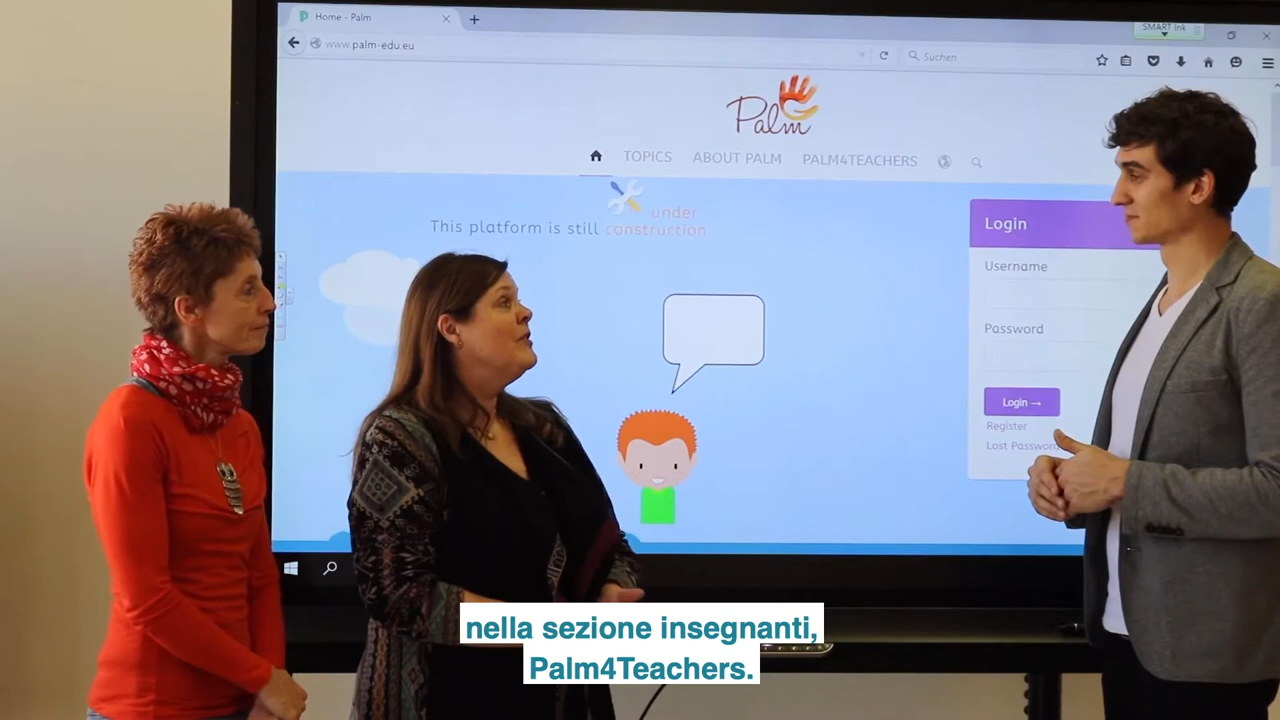 Home - Palm
SMART Ink
www.palm-edu.eu
Suchen
Palm
TOPICS ABOUT PALM PALM4TEACHERS
under
This platform is still construction
Login
Username
Password
Login →
Register
Lost Password
nella sezione insegnanti,
Palm4Teachers.